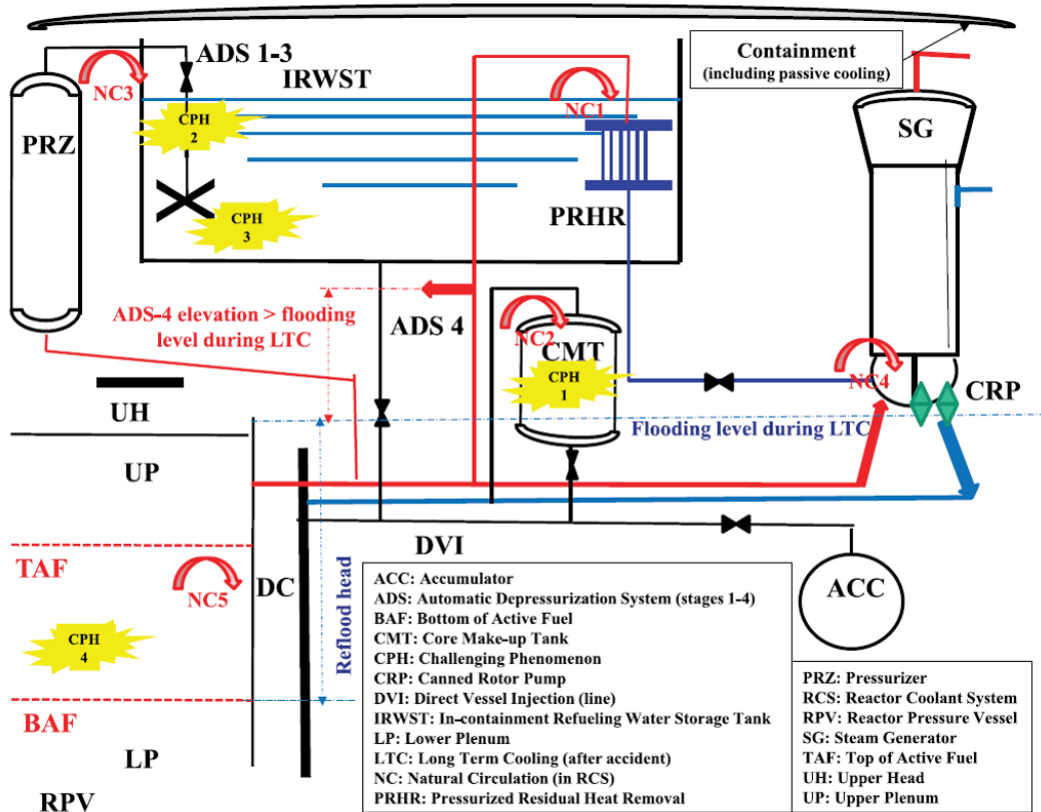 Containment
(including passive cooling)
ADS 1-3
IRWST
NC3
NC1
CPH
2
PRZ
SG
CPH
3
PRHR
ADS-4 elevation > flooding
level during LTC
ADS 4
NC2
CMT
CPH
1
NC4
CRP
UH
Flooding level during LTC
UP
TAF
DVI
NC5
DC
Reflood head
CPH
4
BAF
LP
RPV
ACC
ACC: Accumulator
ADS: Automatic Depressurization System (stages 1-4)
BAF: Bottom of Active Fuel
CMT: Core Make-up Tank
CPH: Challenging Phenomenon
CRP: Canned Rotor Pump
DVI: Direct Vessel Injection (line)
IRWST: In-containment Refueling Water Storage Tank
LP: Lower Plenum
LTC: Long Term Cooling (after accident)
NC: Natural Circulation (in RCS)
PRHR: Pressurized Residual Heat Removal
PRZ: Pressurizer
RCS: Reactor Coolant System
RPV: Reactor Pressure Vessel
SG: Steam Generator
TAF: Top of Active Fuel
UH: Upper Head
UP: Upper Plenum